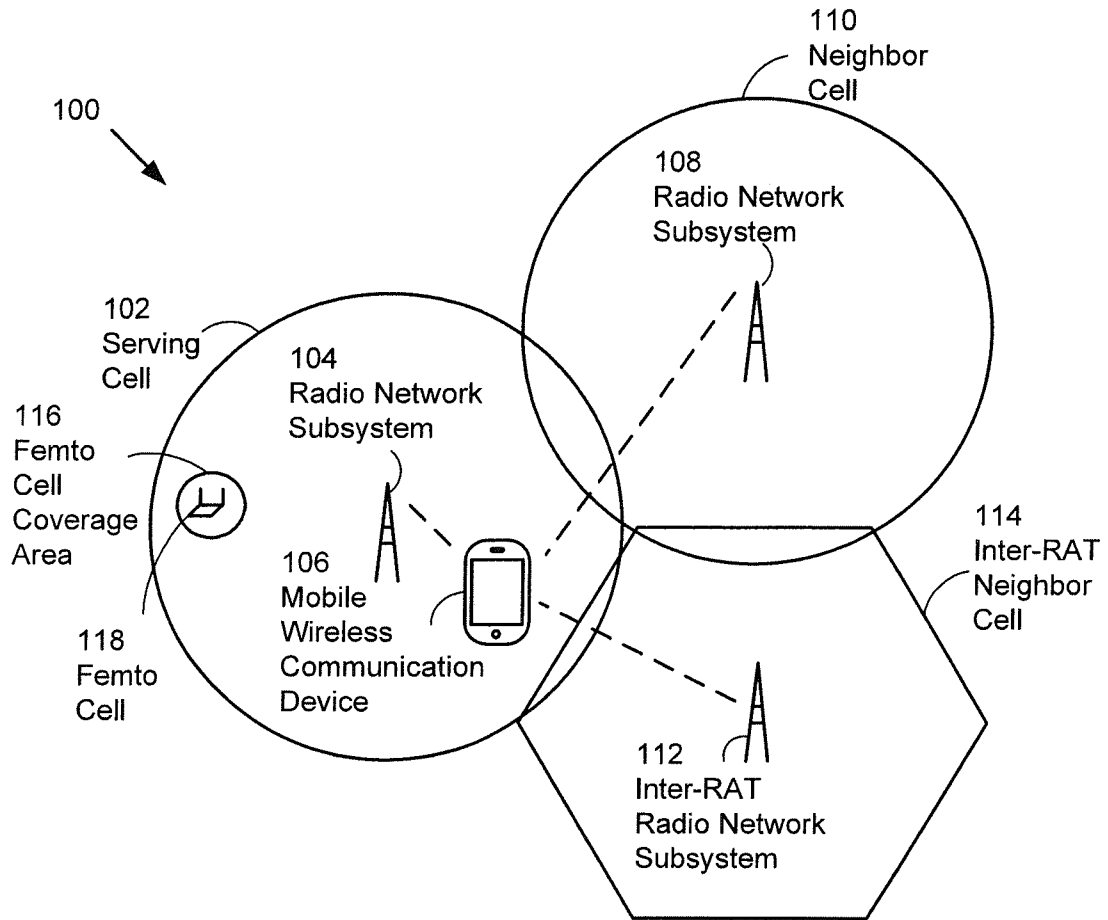 110
Neighbor
Cell
100
108
Radio Network
Subsystem
102
Serving
Cell
104
Radio Network
Subsystem
116
Femto
Cell
Coverage
Area
114
Inter-RAT
Neighbor
Cell
106
Mobile
Wireless
Communication
Device
118
Femto
Cell
112
Inter-RAT
Radio Network
Subsystem